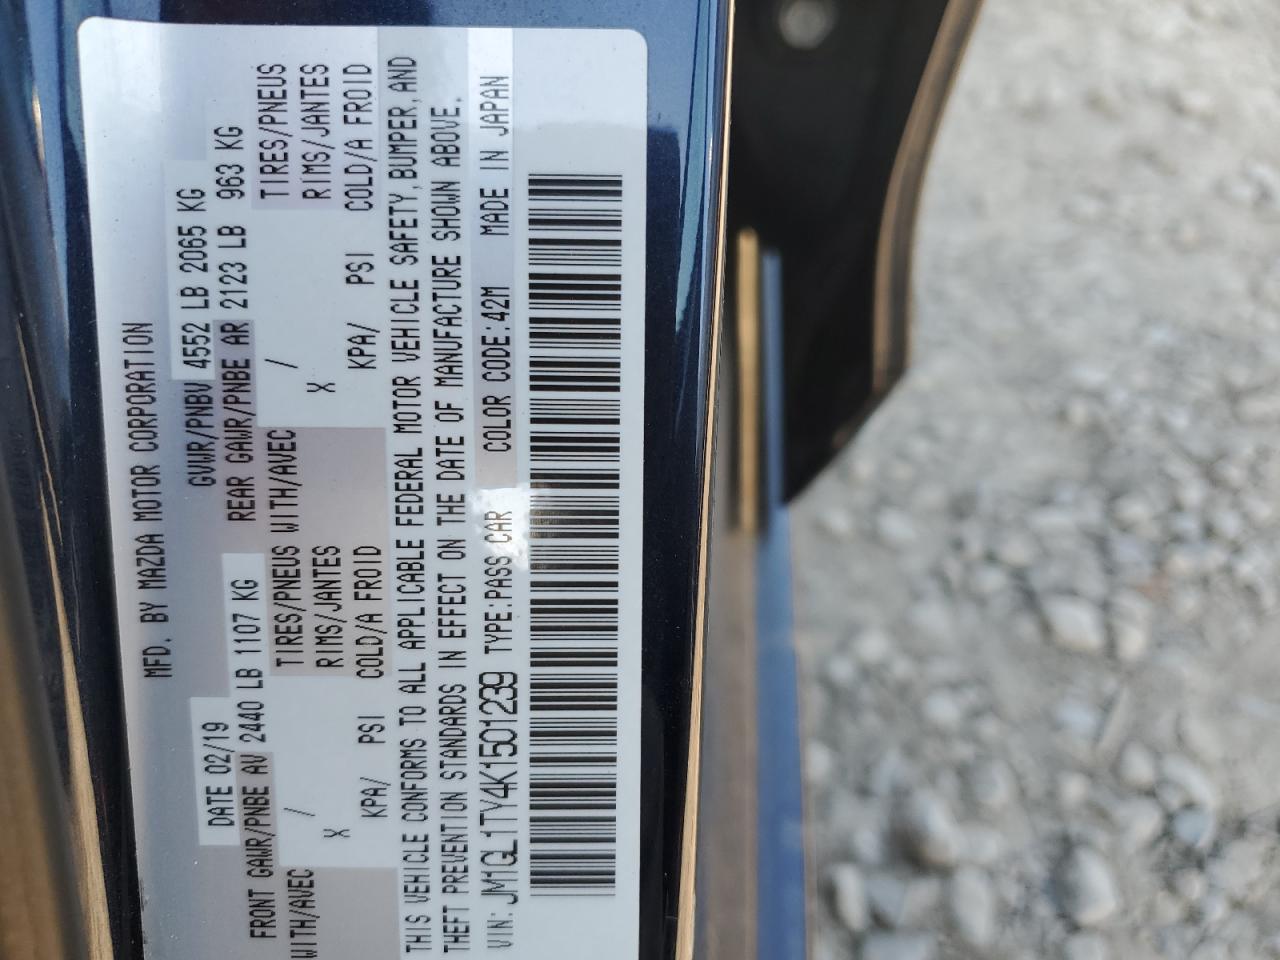 MFD. BY MAZDA MOTOR CORPORATION
DATE 02/19 GVWR/PNBV 4552 LB 2065 KG
FRONT GAWR/PNBE AV 2440 LB 1107 KG REAR GAWR/PNBE AR 2123 LB 963 KG
WITH/AVEC / TIRES/PNEUS WITH/AVEC / TIRES/PNEUS
X RIMS/JANTES X RIMS/JANTES
KPA/ PSI COLD/A FROID KPA/ PSI COLD/A FROID
THIS VEHICLE CONFORMS TO ALL APPLICABLE FEDERAL MOTOR VEHICLE SAFETY, BUMPER, AND
THEFT PREVENTION STANDARDS IN EFFECT ON THE DATE OF MANUFACTURE SHOWN ABOVE.
VIN: JM1GL1TY4K1501239 TYPE: PASS CAR COLOR CODE: 42M MADE IN JAPAN